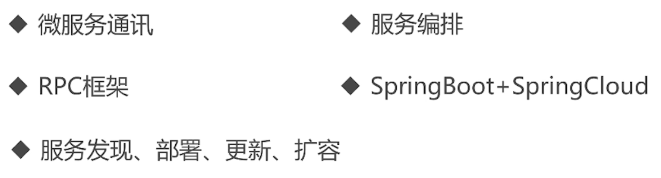 ◆ 微服务通讯
◆ 服务编排
◆ RPC框架
◆ SpringBoot+SpringCloud
◆ 服务发现、部署、更新、扩容